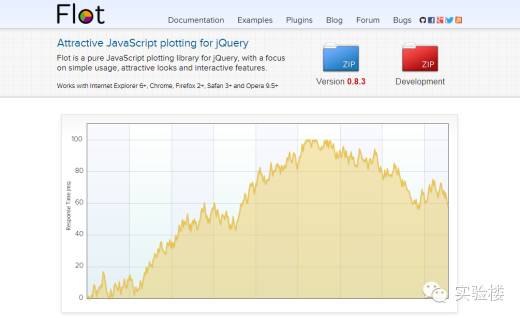 Flot
Documentation Examples Plugins Blog Forum Bugs
Attractive JavaScript plotting for jQuery
Flot is a pure JavaScript plotting library for jQuery, with a focus
on simple usage, attractive looks and interactive features.
Works with Internet Explorer 6+, Chrome, Firefox 2+, Safari 3+ and Opera 9.5+
ZIP
Version 0.8.3
ZIP
Development
100
80
60
40
20
0
Response Time (ms)
实验楼